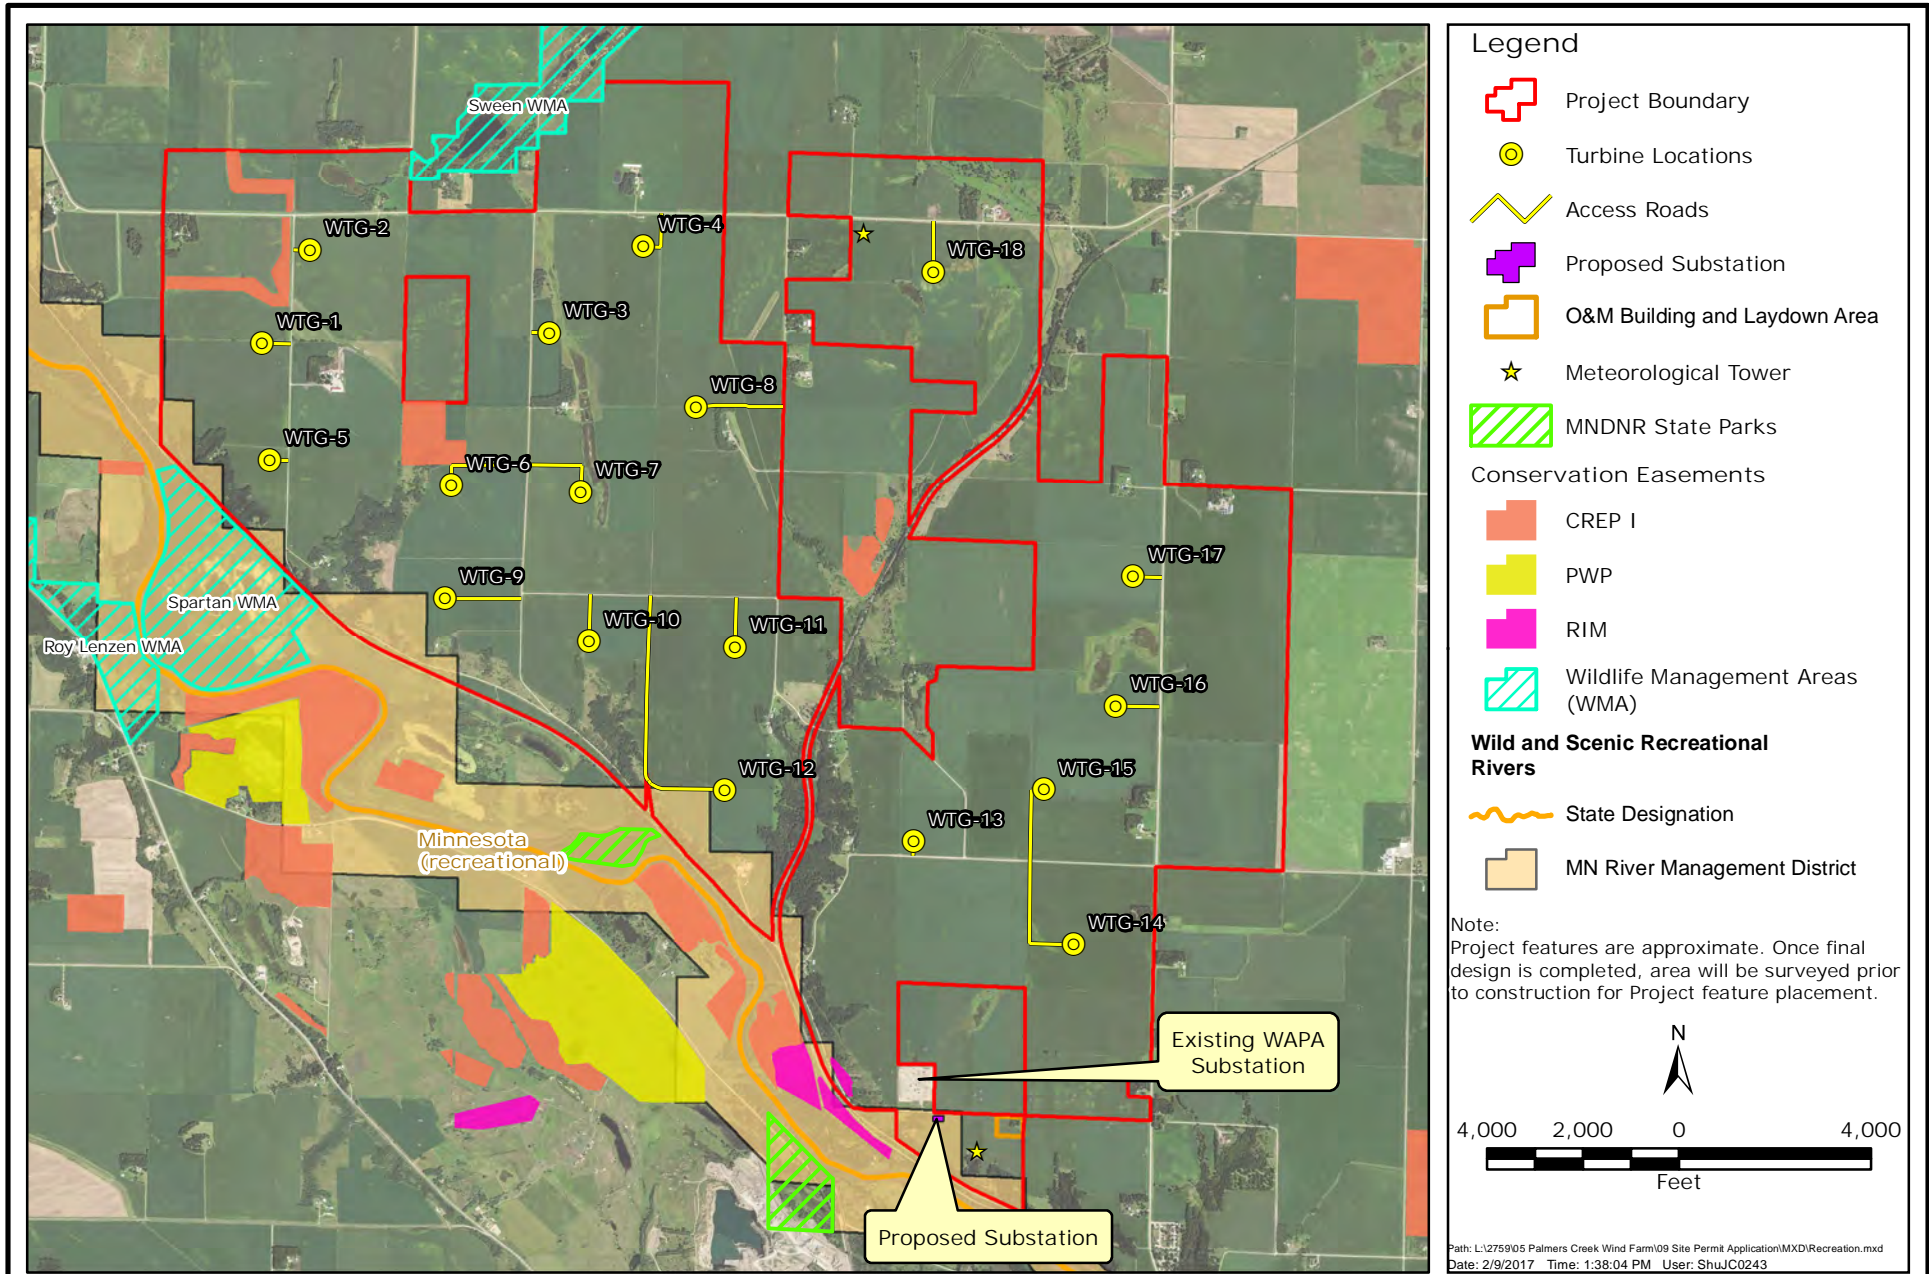 Sween WMA
WTG-2
WTG-4
WTG-18
WTG-1
WTG-3
WTG-8
WTG-5
WTG-6
WTG-7
WTG-17
WTG-9
Spartan WMA
WTG-10
WTG-11
Roy Lenzen WMA
WTG-16
WTG-12
WTG-15
WTG-13
Minnesota
(recreational)
WTG-14
Existing WAPA
Substation
Proposed Substation
Legend
Project Boundary
Turbine Locations
Access Roads
Proposed Substation
O&M Building and Laydown Area
Meteorological Tower
MNDNR State Parks
Conservation Easements
CREP I
PWP
RIM
Wildlife Management Areas
(WMA)
Wild and Scenic Recreational
Rivers
State Designation
MN River Management District
Note:
Project features are approximate. Once final
design is completed, area will be surveyed prior
to construction for Project feature placement.
N
4,000 2,000 0 4,000
Feet
Path: L:\2759\05 Palmers Creek Wind Farm\09 Site Permit Application\MXD\Recreation.mxd
Date: 2/9/2017 Time: 1:38:04 PM User: ShuJC0243